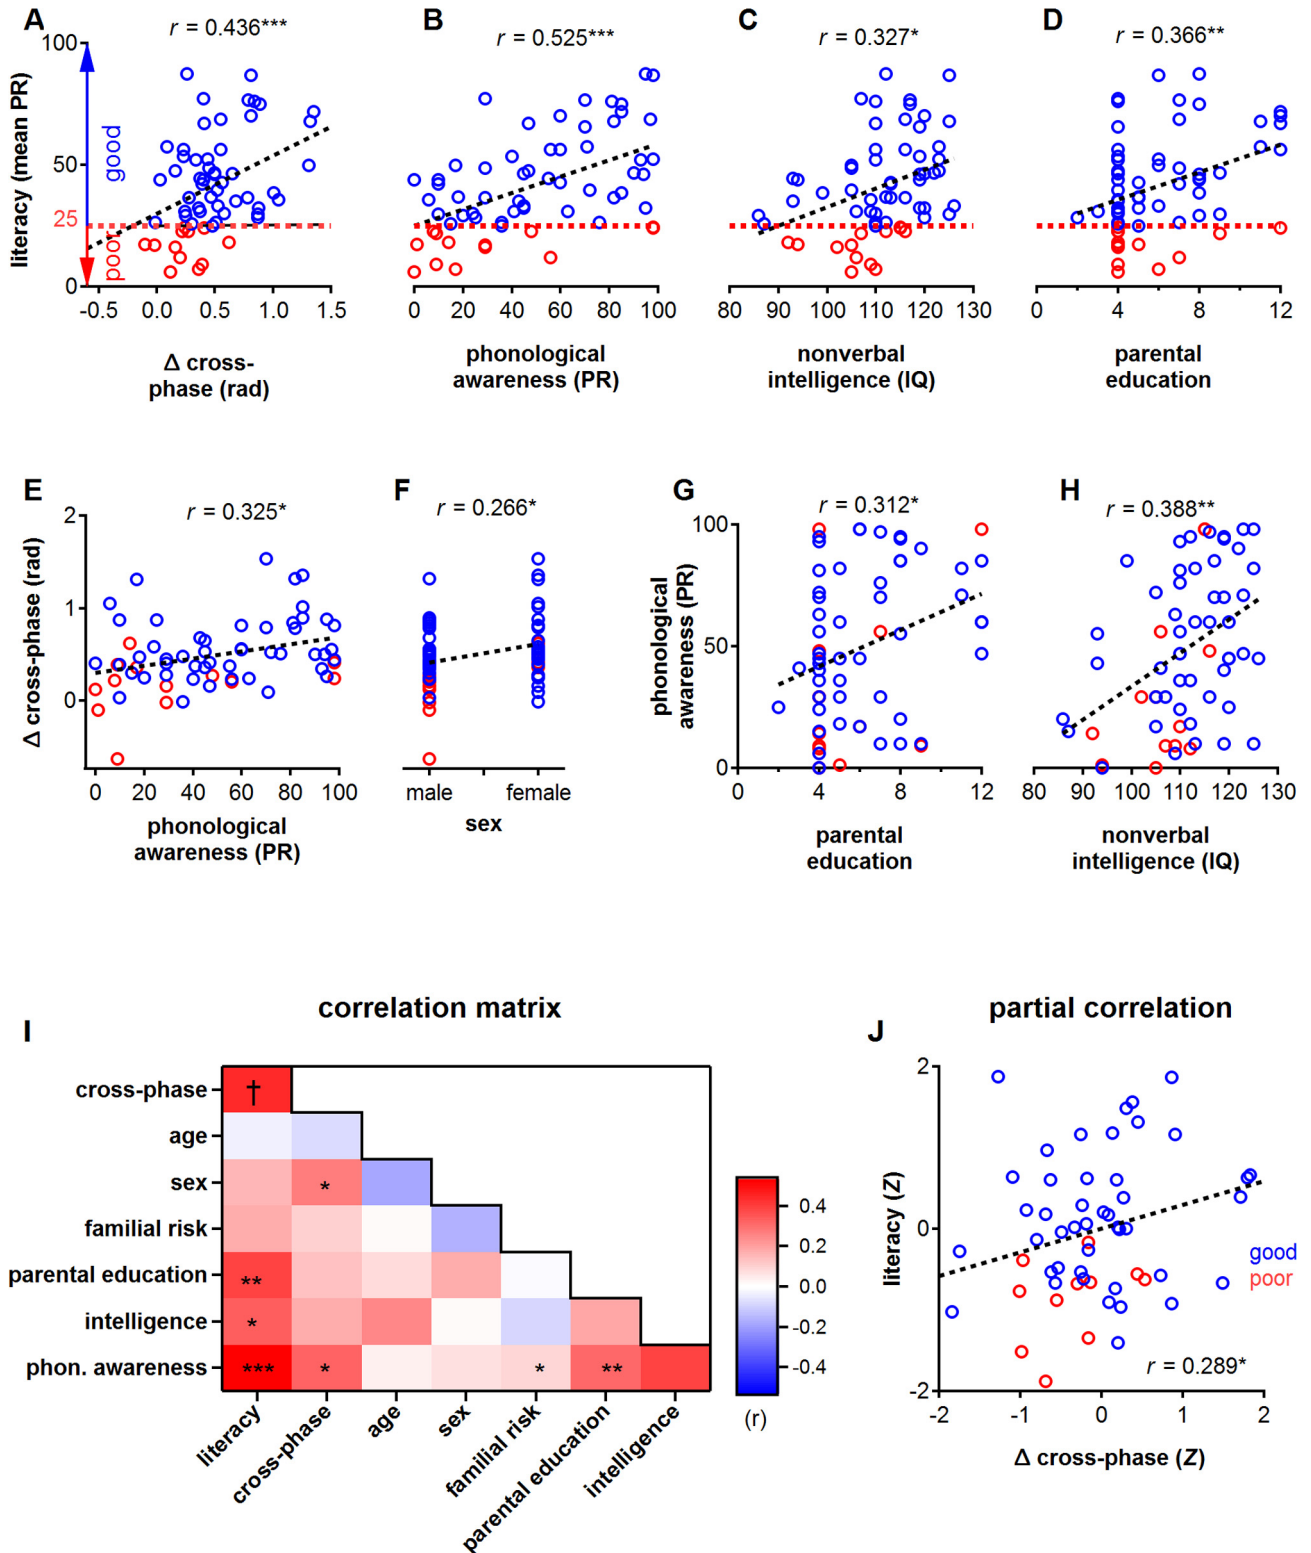 A
r = 0.436***
B
r = 0.525***
C
r = 0.327*
D
r = 0.366**
literacy (mean PR)
100
50
25
0
good
poor
-0.5 0.0 0.5 1.0 1.5
Δ cross-
phase (rad)
0 20 40 60 80 100
phonological
awareness (PR)
80 90 100 110 120 130
nonverbal
intelligence (IQ)
0 4 8 12
parental
education
E
r = 0.325*
F
r = 0.266*
G
r = 0.312*
H
r = 0.388**
Δ cross-phase (rad)
2
1
0
0 20 40 60 80 100
phonological
awareness (PR)
male female
sex
phonological
awareness (PR)
100
50
0
0 4 8 12
parental
education
80 90 100 110 120 130
nonverbal
intelligence (IQ)
correlation matrix
I
cross-phase
†
age
sex
*
familial risk
parental education
**
intelligence
*
phon. awareness
*** * * **
literacy
cross-phase
age
sex
familial risk
parental education
intelligence
0.4
0.2
0.0
-0.2
-0.4
(r)
partial correlation
J
literacy (Z)
2
0
-2
good
poor
r = 0.289*
-2 -1 0 1 2
Δ cross-phase (Z)